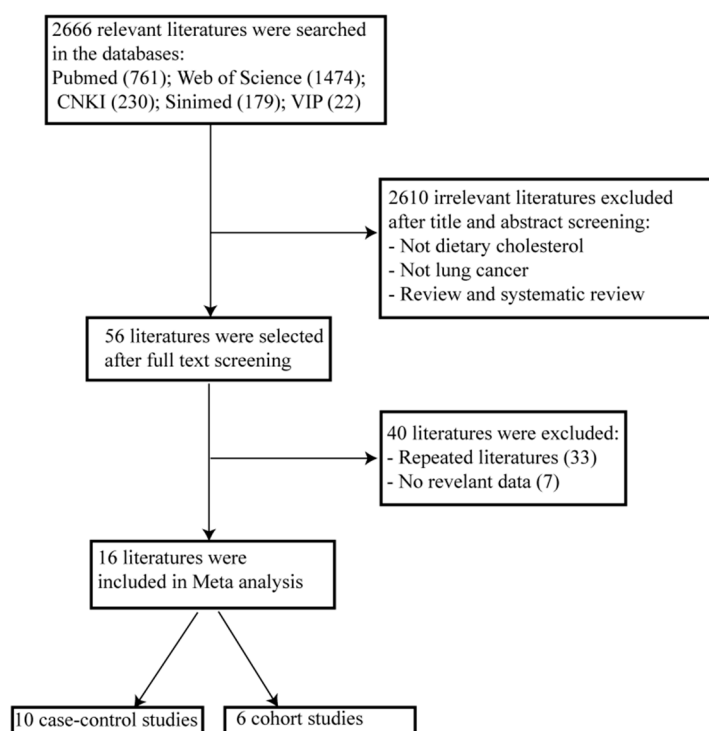 2666 relevant literatures were searched
in the databases:
Pubmed (761); Web of Science (1474);
CNKI (230); Sinimed (179); VIP (22)
2610 irrelevant literatures excluded
after title and abstract screening:
- Not dietary cholesterol
- Not lung cancer
- Review and systematic review
56 literatures were selected
after full text screening
40 literatures were excluded:
- Repeated literatures (33)
- No revelant data (7)
16 literatures were
included in Meta analysis
10 case-control studies
6 cohort studies